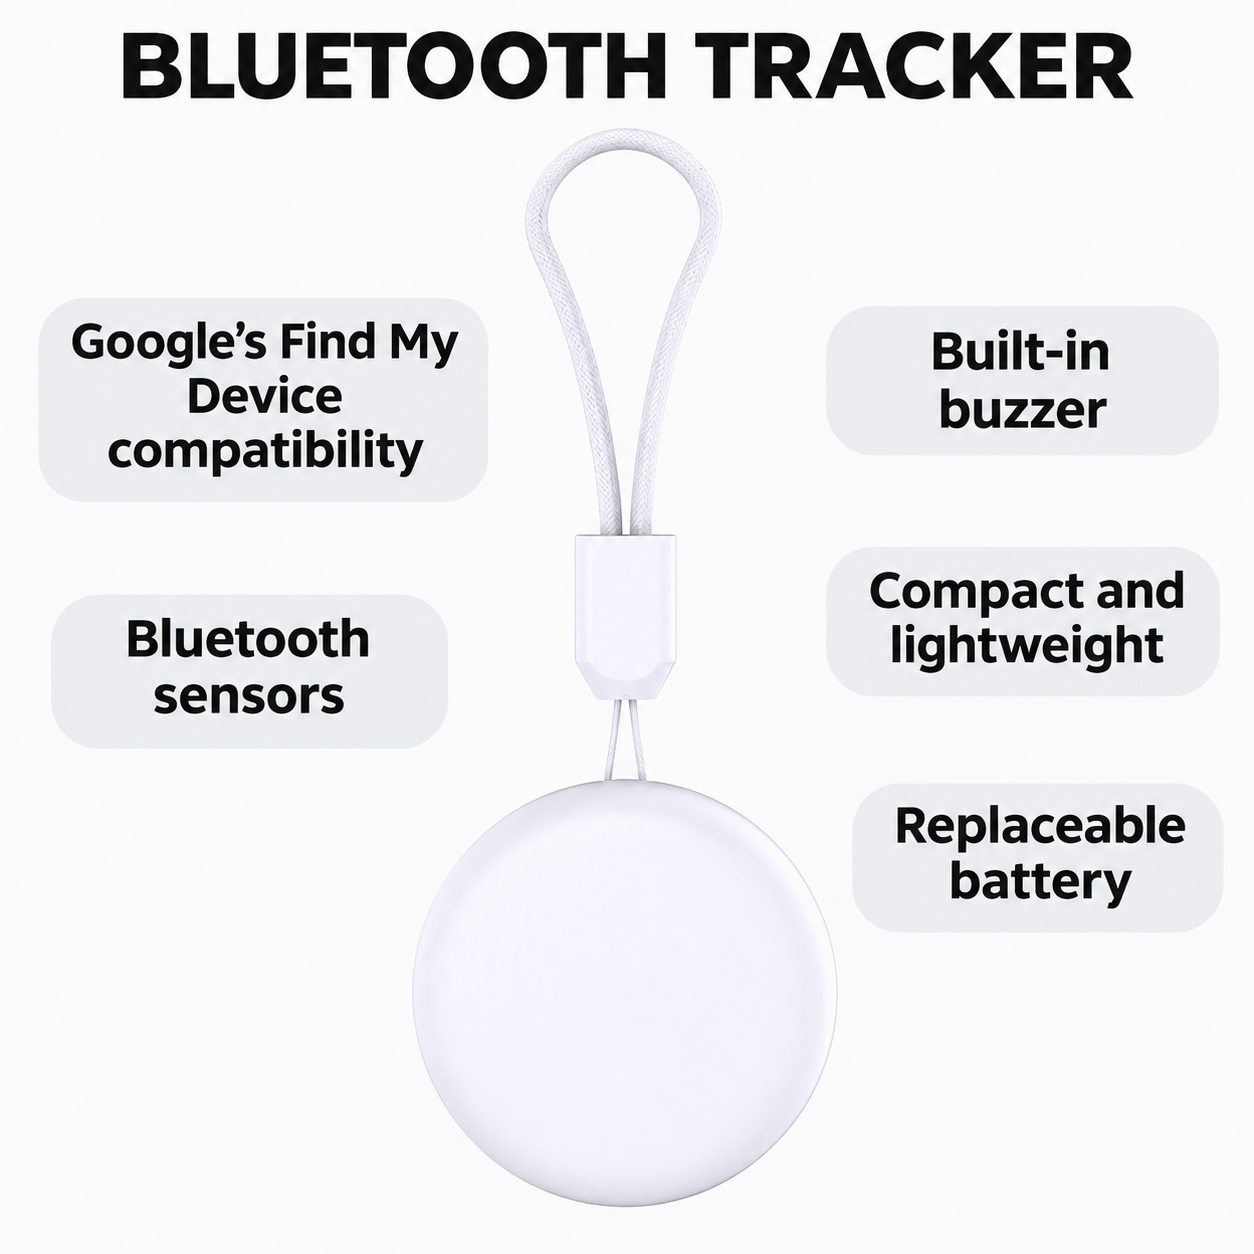 BLUETOOTH TRACKER
Google’s Find My
Device
compatibility
Bluetooth
sensors
Built-in
buzzer
Compact and
lightweight
Replaceable
battery